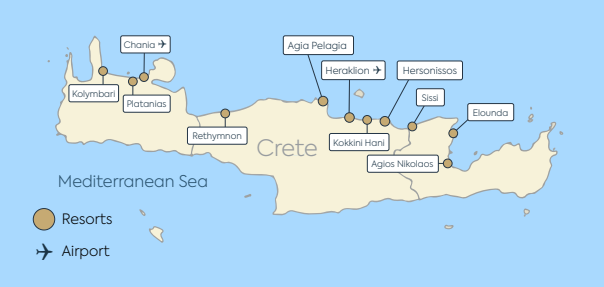 Chania
Agia Pelagia
Heraklion
Hersonissos
Kolymbari
Platanias
Sissi
Elounda
Rethymnon
Kokkini Hani
Crete
Agios Nikolaos
Mediterranean Sea
Resorts
Airport